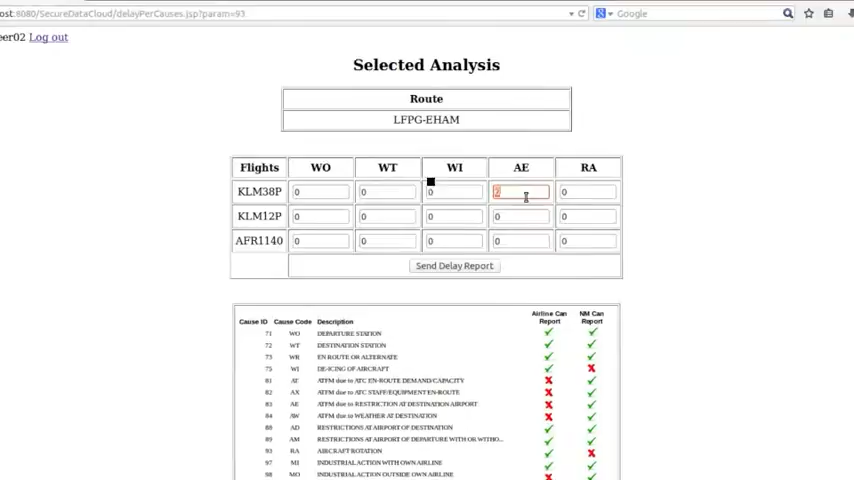 ost:8080/SecureDataCloud/delayPerCauses.jsp?param=93 Google
eer02 Log out
Selected Analysis
Route
LFPG-EHAM
Flights WO WT WI AE RA
KLM38P 0 0 0 2 0
KLM12P 0 0 0 0 0
AFR1140 0 0 0 0 0
Send Delay Report
Cause ID Cause Code Description Airline Can Report NM Can Report
71 WO DEPARTURE STATION
72 WT DESTINATION STATION
73 WR EN ROUTE OR ALTERNATE
75 WI DE-ICING OF AIRCRAFT
81 AT ATFM due to ATC EN-ROUTE DEMAND/CAPACITY
82 AX ATFM due to ATC STAFF/EQUIPMENT EN-ROUTE
83 AE ATFM due to RESTRICTION AT DESTINATION AIRPORT
84 AW ATFM due to WEATHER AT DESTINATION
88 AD RESTRICTIONS AT AIRPORT OF DESTINATION
89 AM RESTRICTIONS AT AIRPORT OF DEPARTURE WITH OR WITHO...
93 RA AIRCRAFT ROTATION
97 MI INDUSTRIAL ACTION WITH OWN AIRLINE
98 MO INDUSTRIAL ACTION OUTSIDE OWN AIRLINE